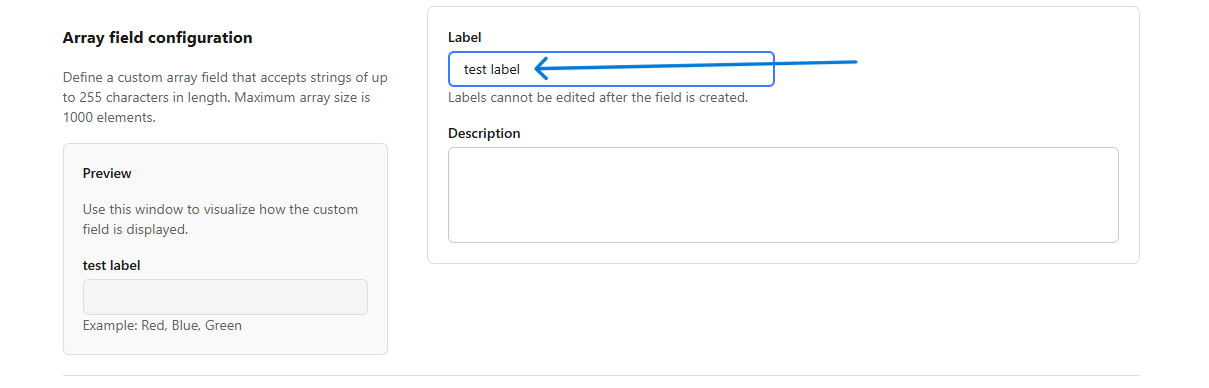 Array field configuration
Define a custom array field that accepts strings of up
to 255 characters in length. Maximum array size is
1000 elements.
Preview
Use this window to visualize how the custom
field is displayed.
test label
Example: Red, Blue, Green
Label
test label
Labels cannot be edited after the field is created.
Description